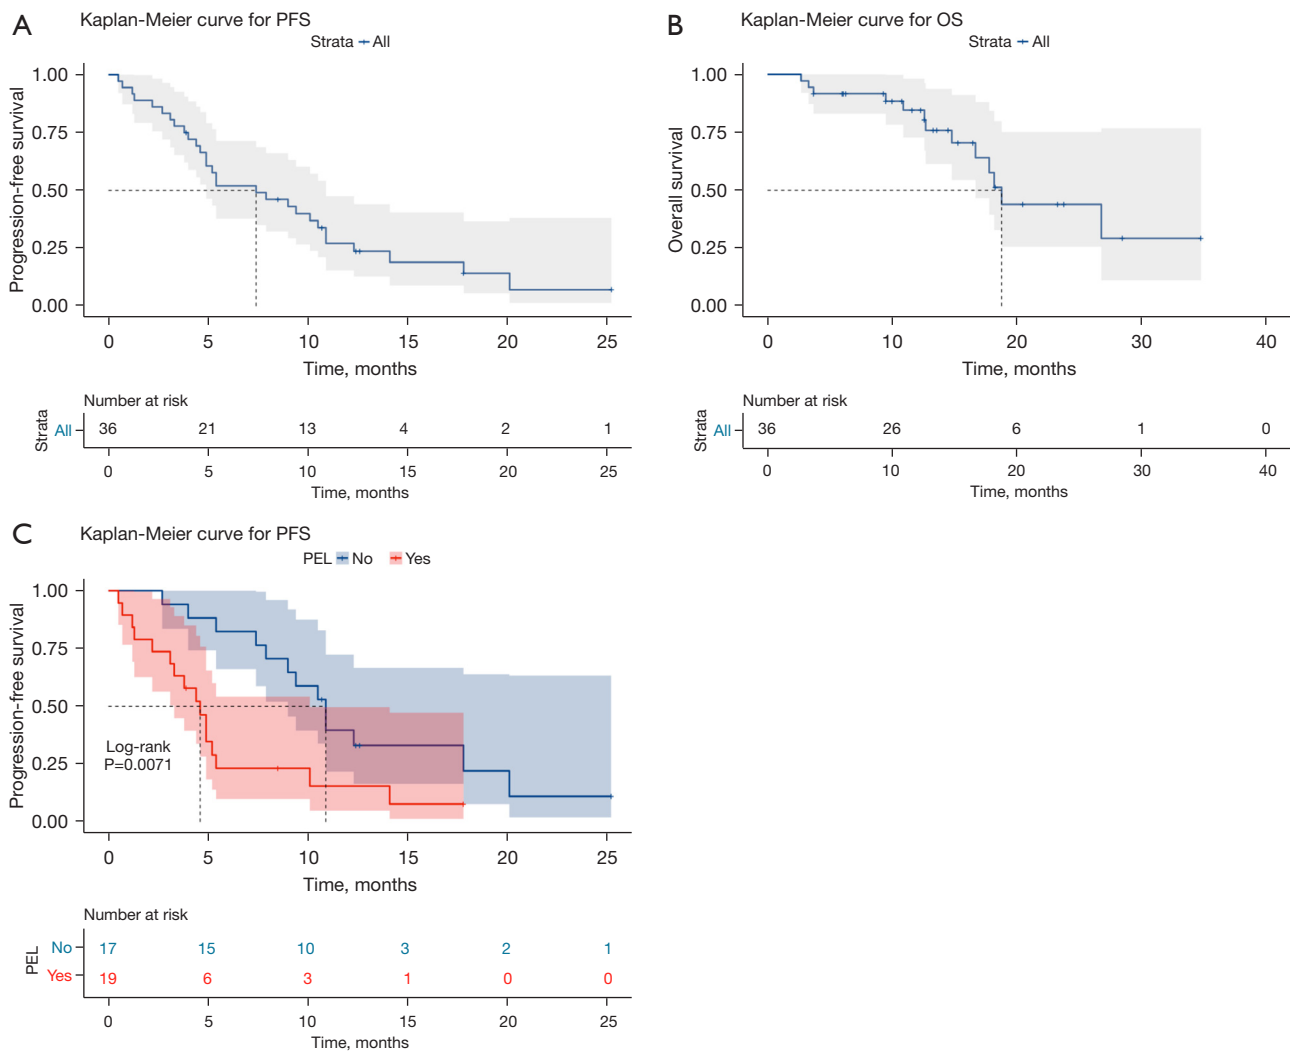 A
Kaplan-Meier curve for PFS
Strata All
Progression-free survival
1.00
0.75
0.50
0.25
0.00
0 5 10 15 20 25
Time, months
Number at risk
Strata
All 36 21 13 4 2 1
0 5 10 15 20 25
Time, months
B
Kaplan-Meier curve for OS
Strata All
Overall survival
1.00
0.75
0.50
0.25
0.00
0 10 20 30 40
Time, months
Number at risk
Strata
All 36 26 6 1 0
0 10 20 30 40
Time, months
C
Kaplan-Meier curve for PFS
PEL No Yes
Progression-free survival
1.00
0.75
0.50
0.25
0.00
Log-rank
P=0.0071
0 5 10 15 20 25
Time, months
Number at risk
PEL
No 17 15 10 3 2 1
Yes 19 6 3 1 0 0
0 5 10 15 20 25
Time, months